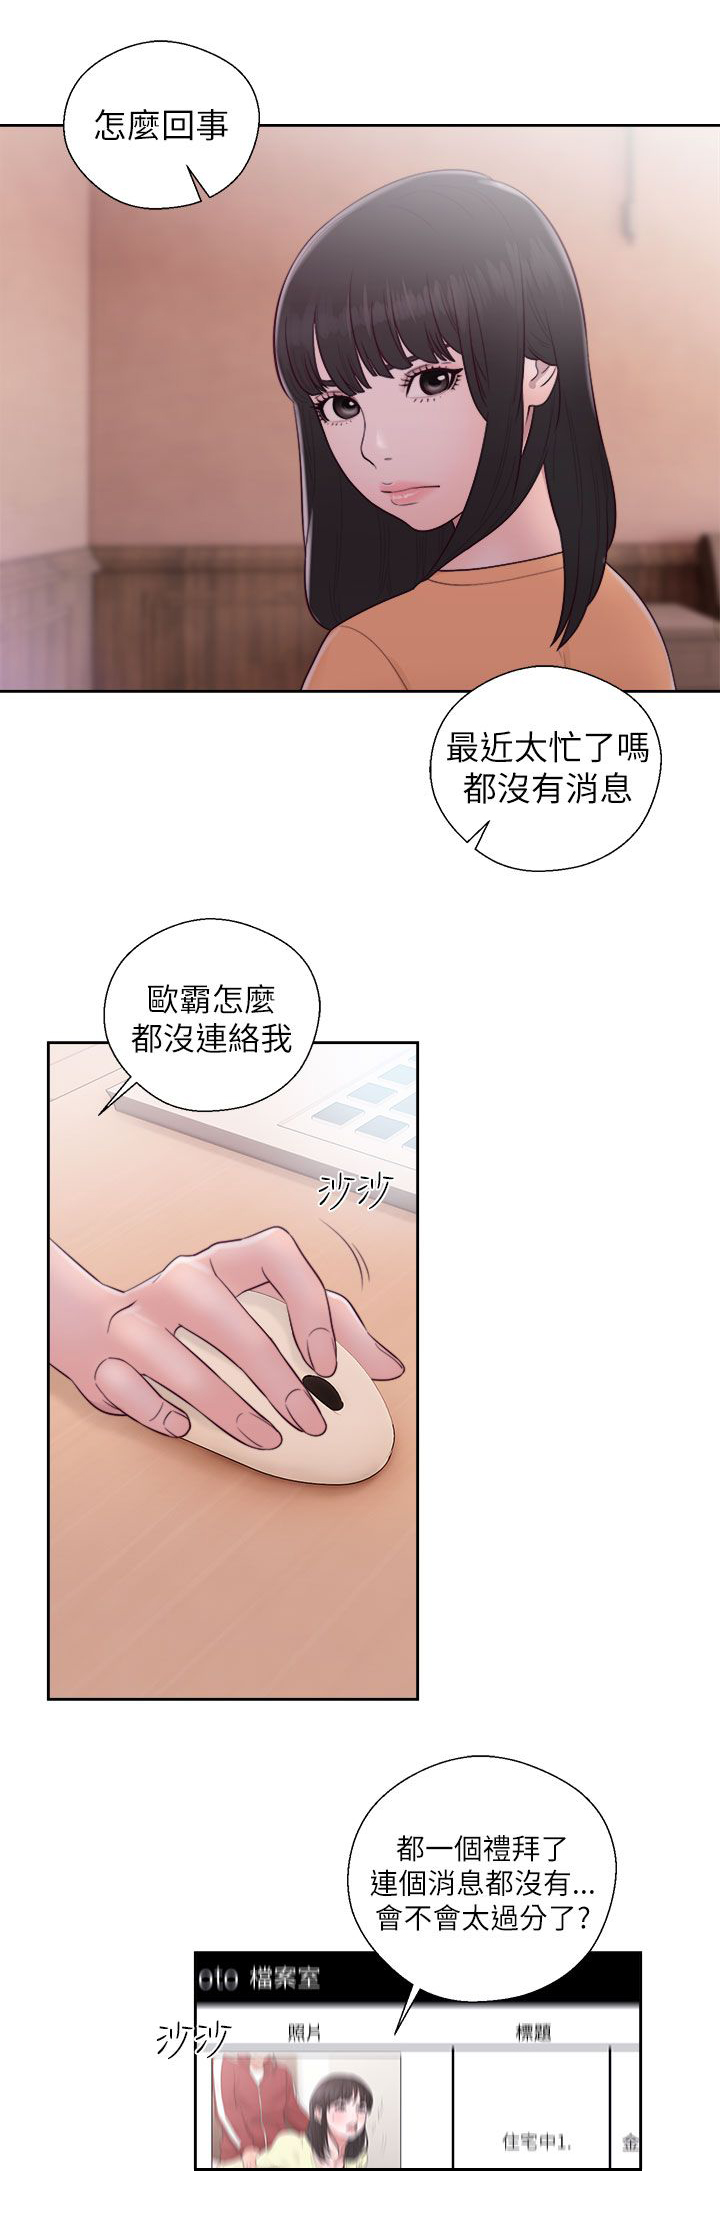 怎麼回事
最近太忙了嗎
都沒有消息
歐霸怎麼
都沒連絡我
沙沙
都一個禮拜了
連個消息都沒有...
會不會太過分了?
oto 檔案室
沙沙
照片
標題
住宅中1.
金